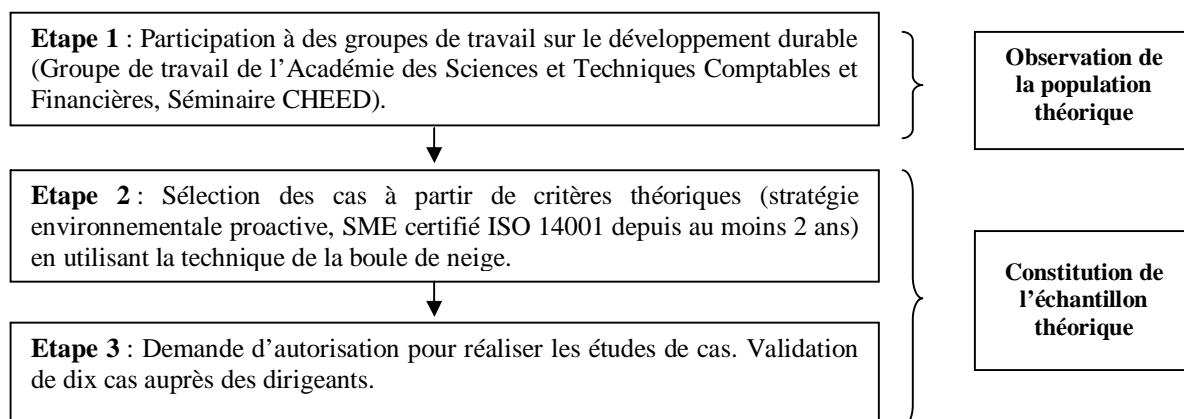 Etape 1 : Participation à des groupes de travail sur le développement durable
(Groupe de travail de l’Académie des Sciences et Techniques Comptables et
Financières, Séminaire CHEED).
Observation de
la population
théorique
Etape 2 : Sélection des cas à partir de critères théoriques (stratégie
environnementale proactive, SME certifié ISO 14001 depuis au moins 2 ans)
en utilisant la technique de la boule de neige.
Etape 3 : Demande d’autorisation pour réaliser les études de cas. Validation
de dix cas auprès des dirigeants.
Constitution de
l’échantillon
théorique